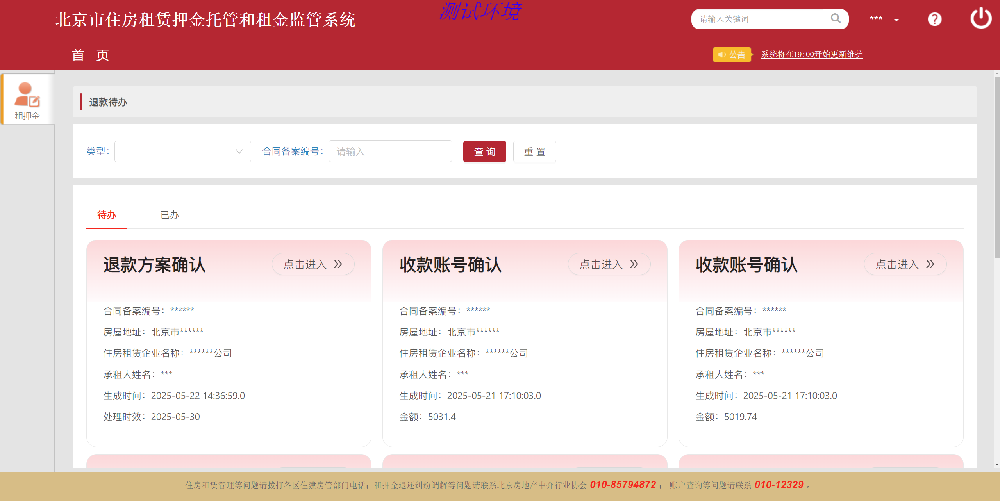 北京市住房租赁押金托管和租金监管系统
测试环境
请输入关键词
***
首 页
公告
系统将在19:00开始更新维护
租押金
退款待办
类型: 合同备案编号: 请输入 查 询 重 置
待办 已办
退款方案确认 点击进入
合同备案编号: ******
房屋地址: 北京市******
住房租赁企业名称: ******公司
承租人姓名: ***
生成时间: 2025-05-22 14:36:59.0
处理时效: 2025-05-30
收款账号确认 点击进入
合同备案编号: ******
房屋地址: 北京市******
住房租赁企业名称: ******公司
承租人姓名: ***
生成时间: 2025-05-21 17:10:03.0
金额: 5031.4
收款账号确认 点击进入
合同备案编号: ******
房屋地址: 北京市******
住房租赁企业名称: ******公司
承租人姓名: ***
生成时间: 2025-05-21 17:10:03.0
金额: 5019.74
住房租赁管理等问题请拨打各区住建房管部门电话；租押金退还纠纷调解等问题请联系北京房地产中介行业协会 010-85794872 ； 账户查询等问题请联系 010-12329 。